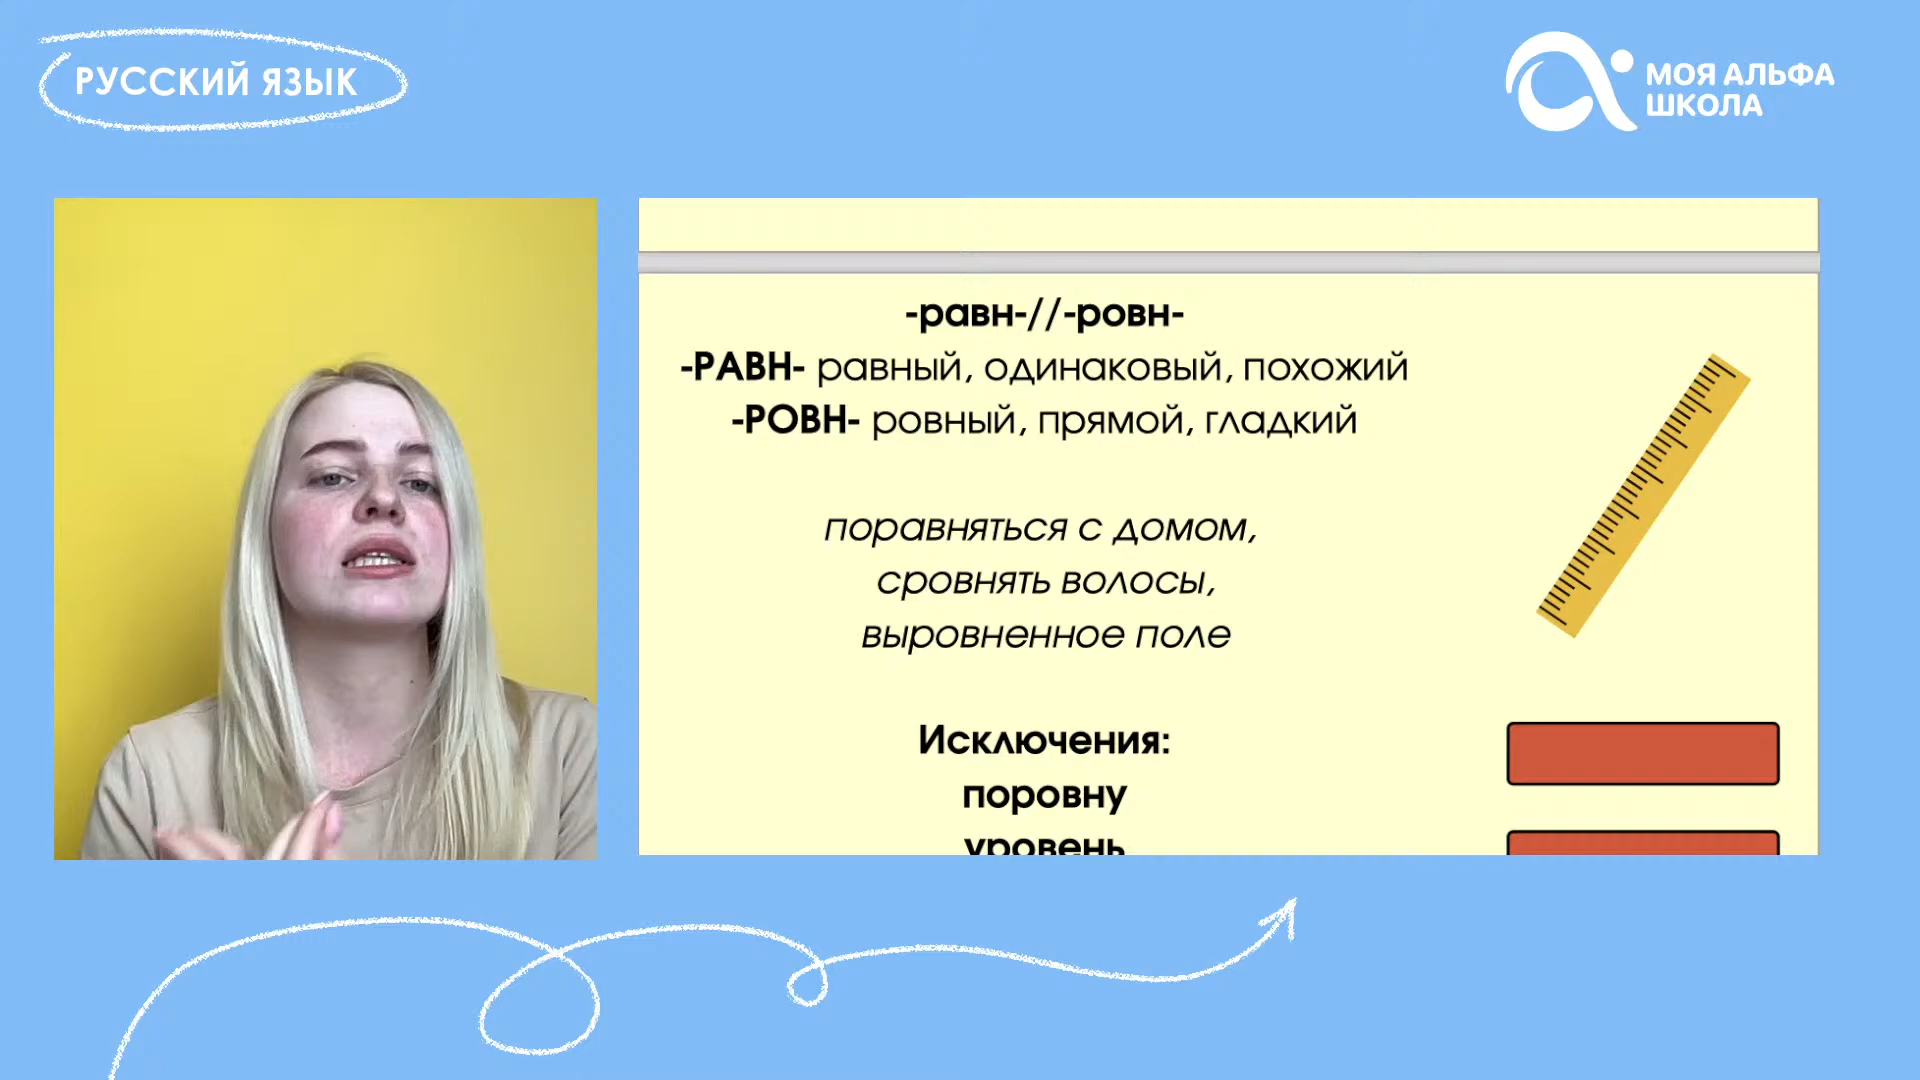 РУССКИЙ ЯЗЫК
МОЯ АЛЬФА
ШКОЛА
-равн-//-ровн-
-РАВН- равный, одинаковый, похожий
-РОВН- ровный, прямой, гладкий
поравняться с домом,
сровнять волосы,
выровненное поле
Исключения:
поровну
уровень